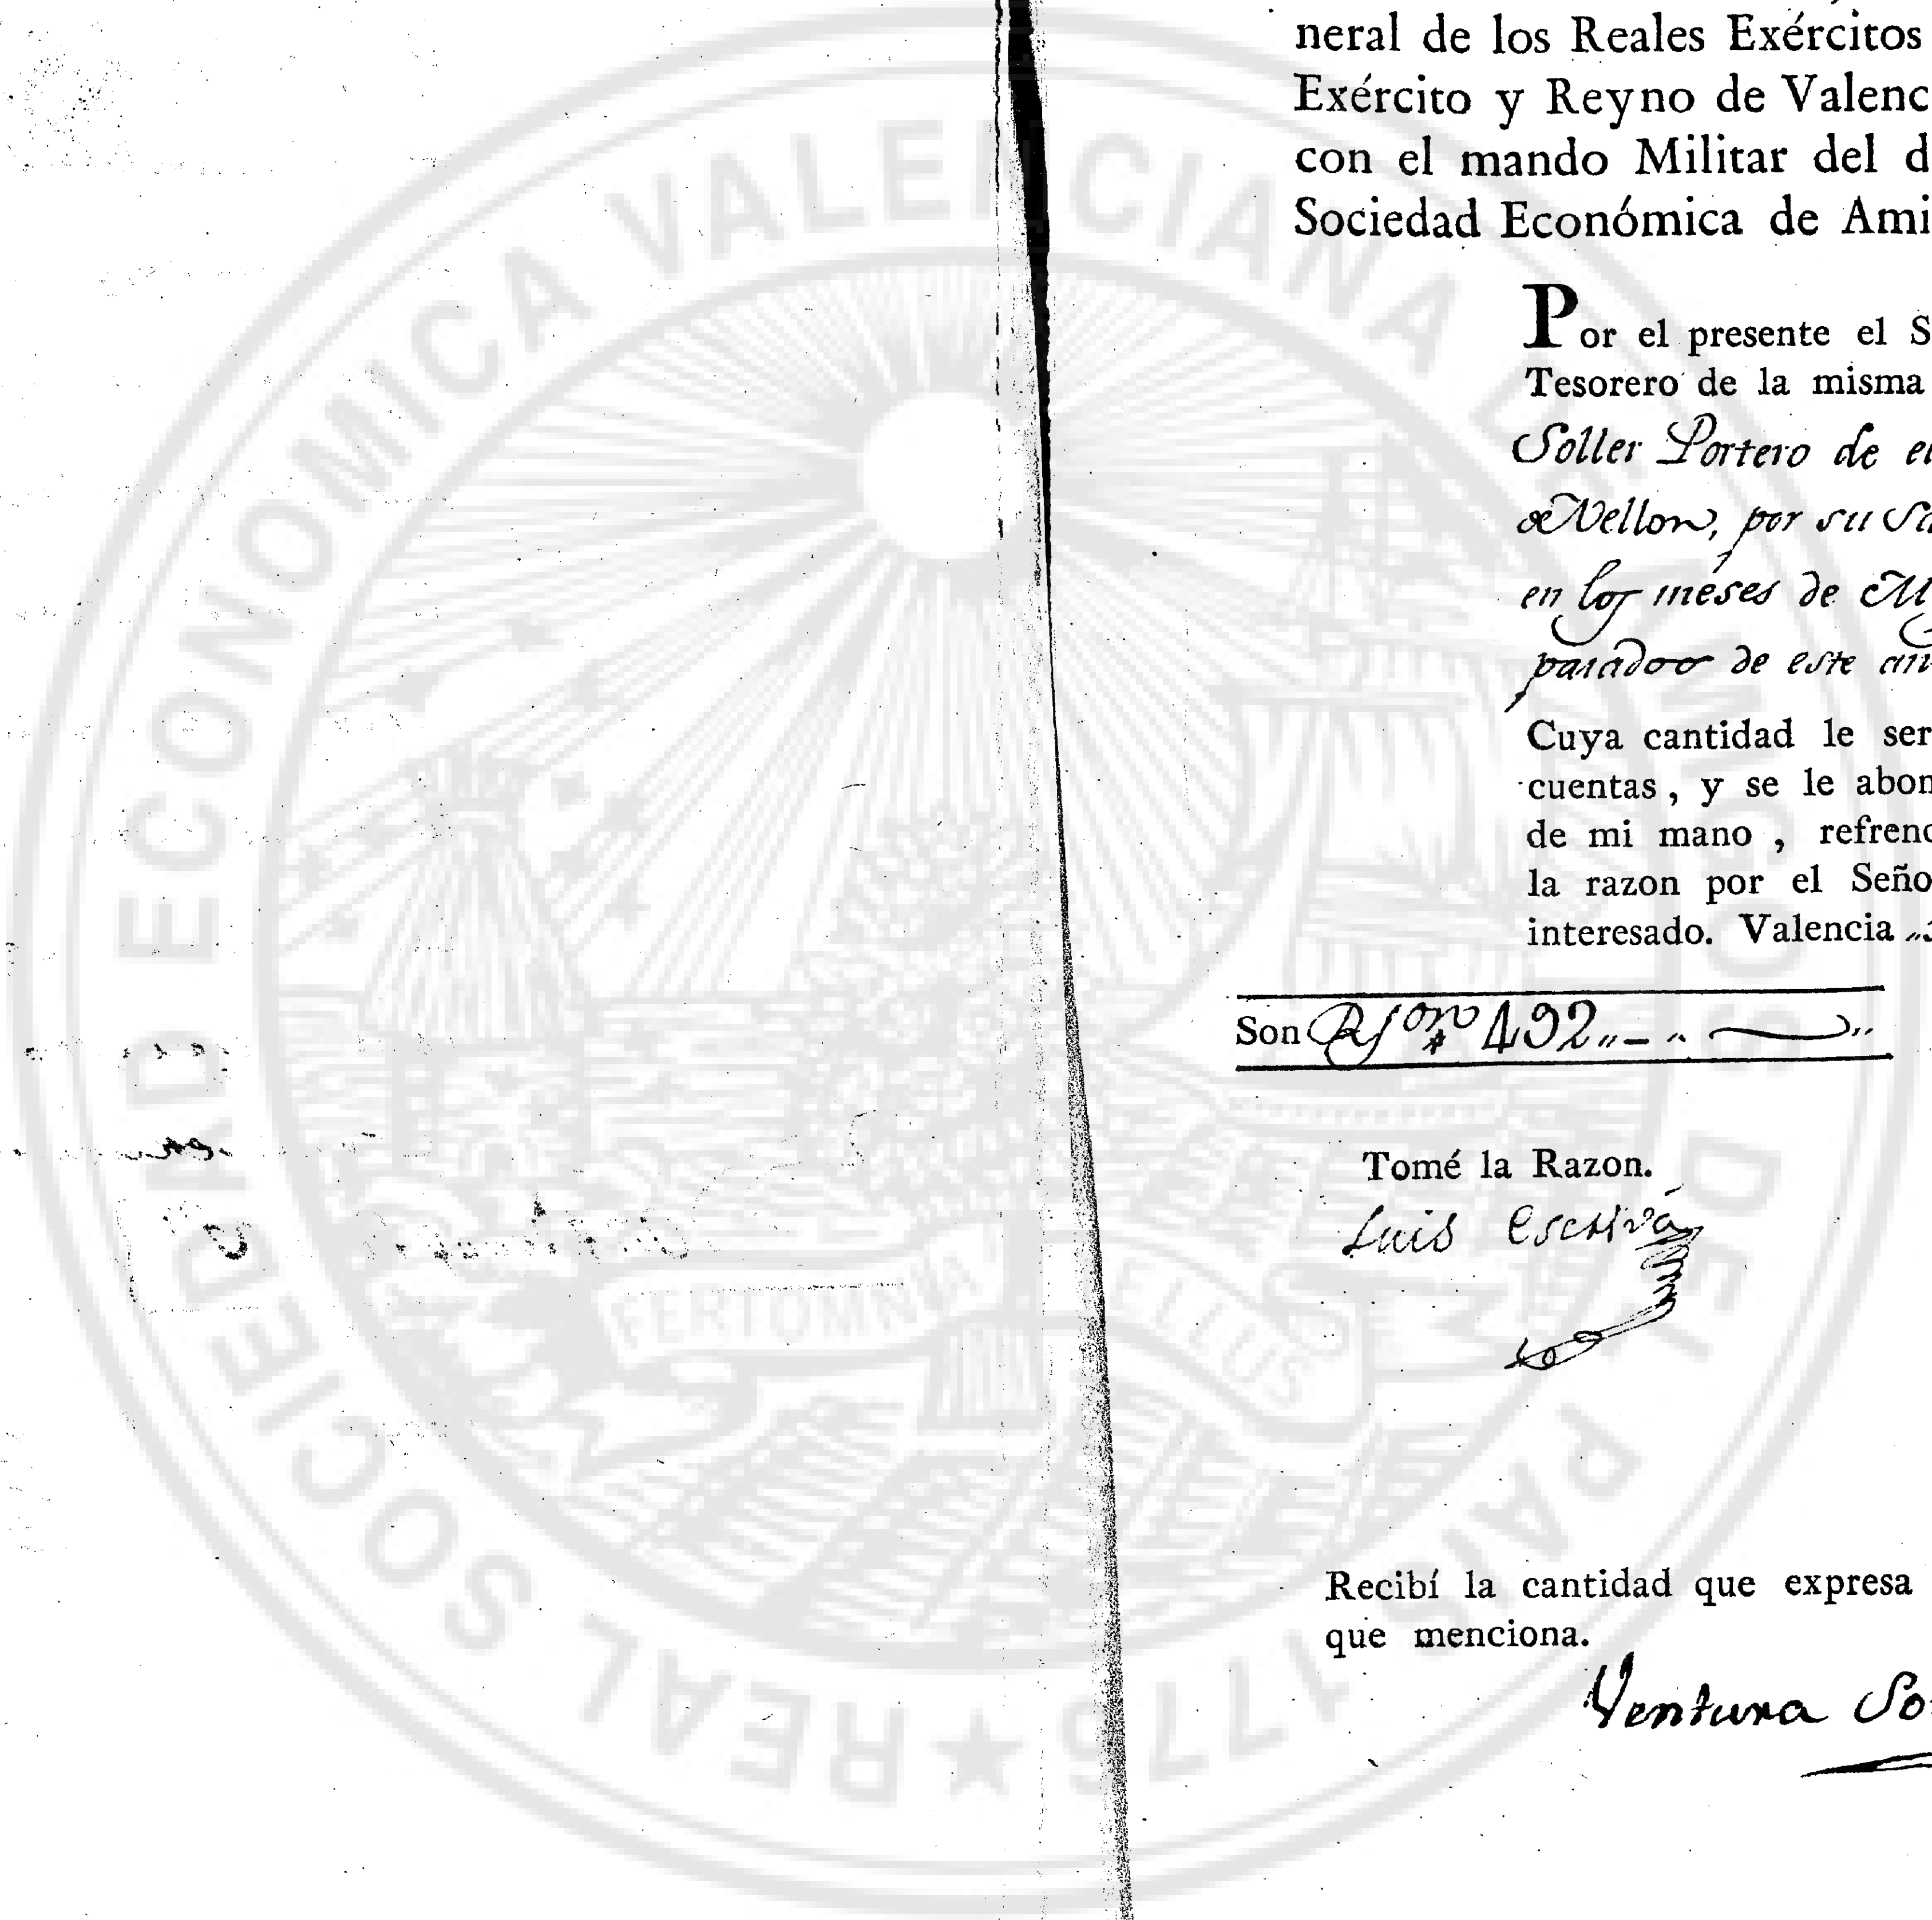 neral de los Reales Exércitos
Exército y Reyno de Valenc
con el mando Militar del d
Sociedad Económica de Ami
Por el presente el S
Tesorero de la misma
Soller Portero de e
de Vellon, por su Sa
en los meses de M
pasados de este añ
Cuya cantidad le ser
cuentas, y se le abon
de mi mano, refrend
la razon por el Seño
interesado. Valencia
Son 492
Tomé la Razon.
Luis Escrivá
Recibí la cantidad que expresa
que menciona.
Ventura So
REAL SOCIEDAD ECONOMICA VALENCIANA DE AMIGOS DEL PAIS 1776